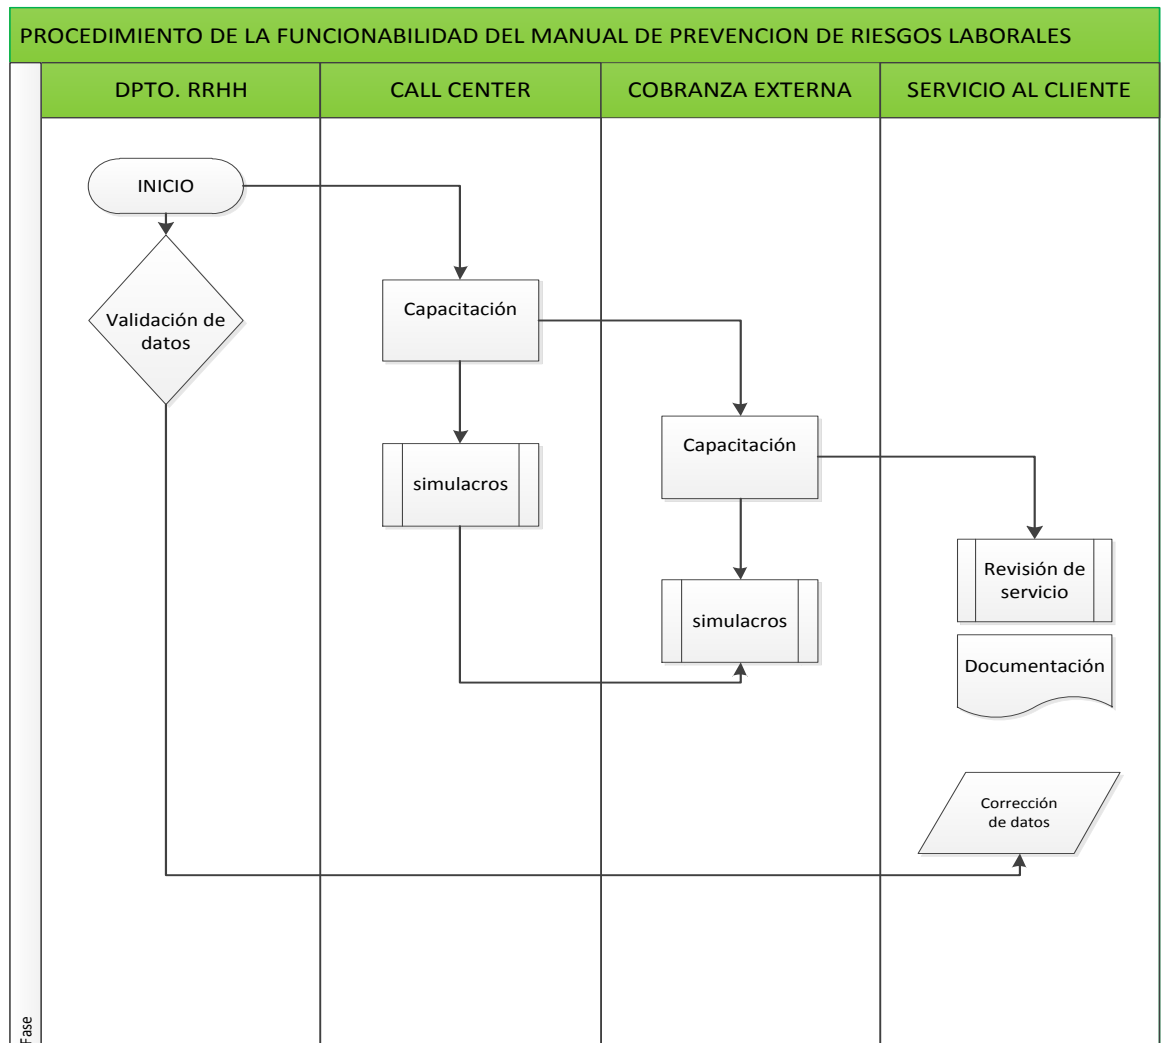 PROCEDIMIENTO DE LA FUNCIONABILIDAD DEL MANUAL DE PREVENCION DE RIESGOS LABORALES
DPTO. RRHH
CALL CENTER
COBRANZA EXTERNA
SERVICIO AL CLIENTE
INICIO
Validación de
datos
Capacitación
simulacros
Capacitación
simulacros
Revisión de
servicio
Documentación
Corrección
de datos
Fase